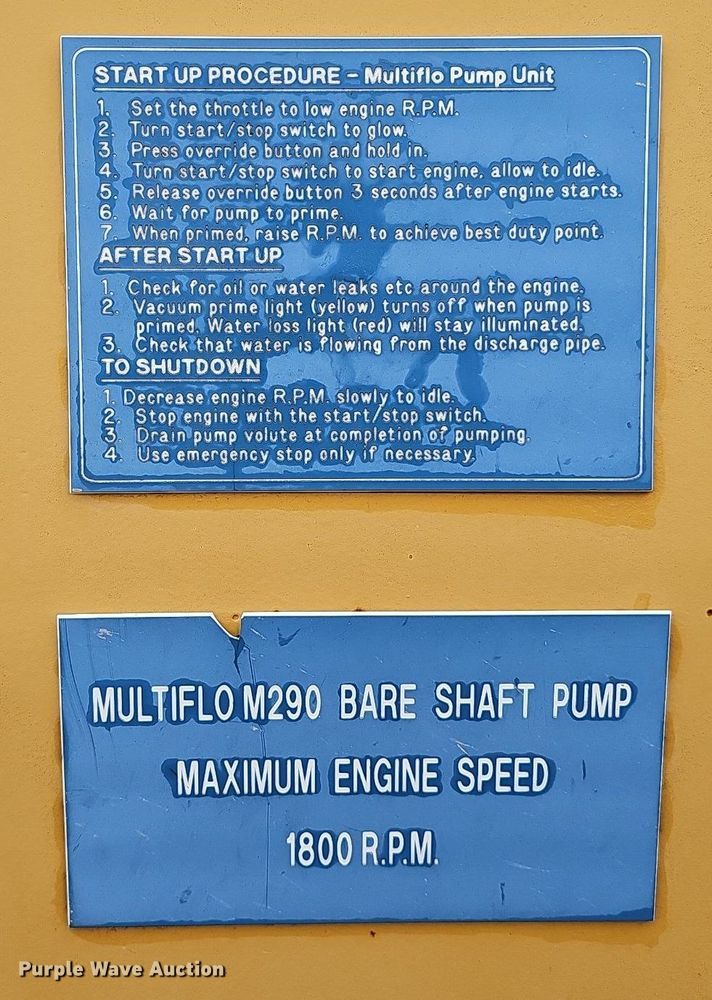 START UP PROCEDURE - Multiflo Pump Unit
1. Set the throttle to low engine R.P.M.
2. Turn start/stop switch to glow.
3. Press override button and hold in.
4. Turn start/stop switch to start engine, allow to idle.
5. Release override button 3 seconds after engine starts.
6. Wait for pump to prime.
7. When primed, raise R.P.M. to achieve best duty point.
AFTER START UP
1. Check for oil or water leaks etc around the engine.
2. Vacuum prime light (yellow) turns off when pump is
primed. Water loss light (red) will stay illuminated.
3. Check that water is flowing from the discharge pipe.
TO SHUTDOWN
1. Decrease engine R.P.M. slowly to idle.
2. Stop engine with the start/stop switch.
3. Drain pump volute at completion of pumping.
4. Use emergency stop only if necessary.
MULTIFLO M290 BARE SHAFT PUMP
MAXIMUM ENGINE SPEED
1800 R.P.M.
Purple Wave Auction